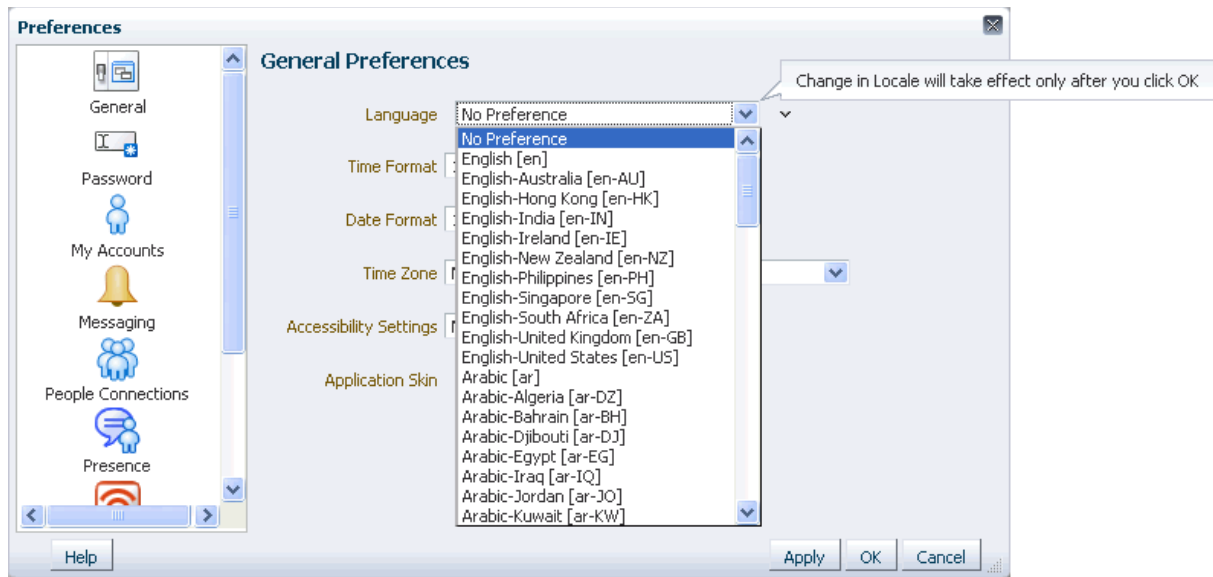 Preferences
General
Password
My Accounts
Messaging
People Connections
Presence
General Preferences
Change in Locale will take effect only after you click OK
Language No Preference
No Preference
English [en]
English-Australia [en-AU]
English-Hong Kong [en-HK]
English-India [en-IN]
English-Ireland [en-IE]
English-New Zealand [en-NZ]
English-Philippines [en-PH]
English-Singapore [en-SG]
English-South Africa [en-ZA]
English-United Kingdom [en-GB]
English-United States [en-US]
Arabic [ar]
Arabic-Algeria [ar-DZ]
Arabic-Bahrain [ar-BH]
Arabic-Djibouti [ar-DJ]
Arabic-Egypt [ar-EG]
Arabic-Iraq [ar-IQ]
Arabic-Jordan [ar-JO]
Arabic-Kuwait [ar-KW]
Time Format
Date Format
Time Zone
Accessibility Settings
Application Skin
Help
Apply
OK
Cancel